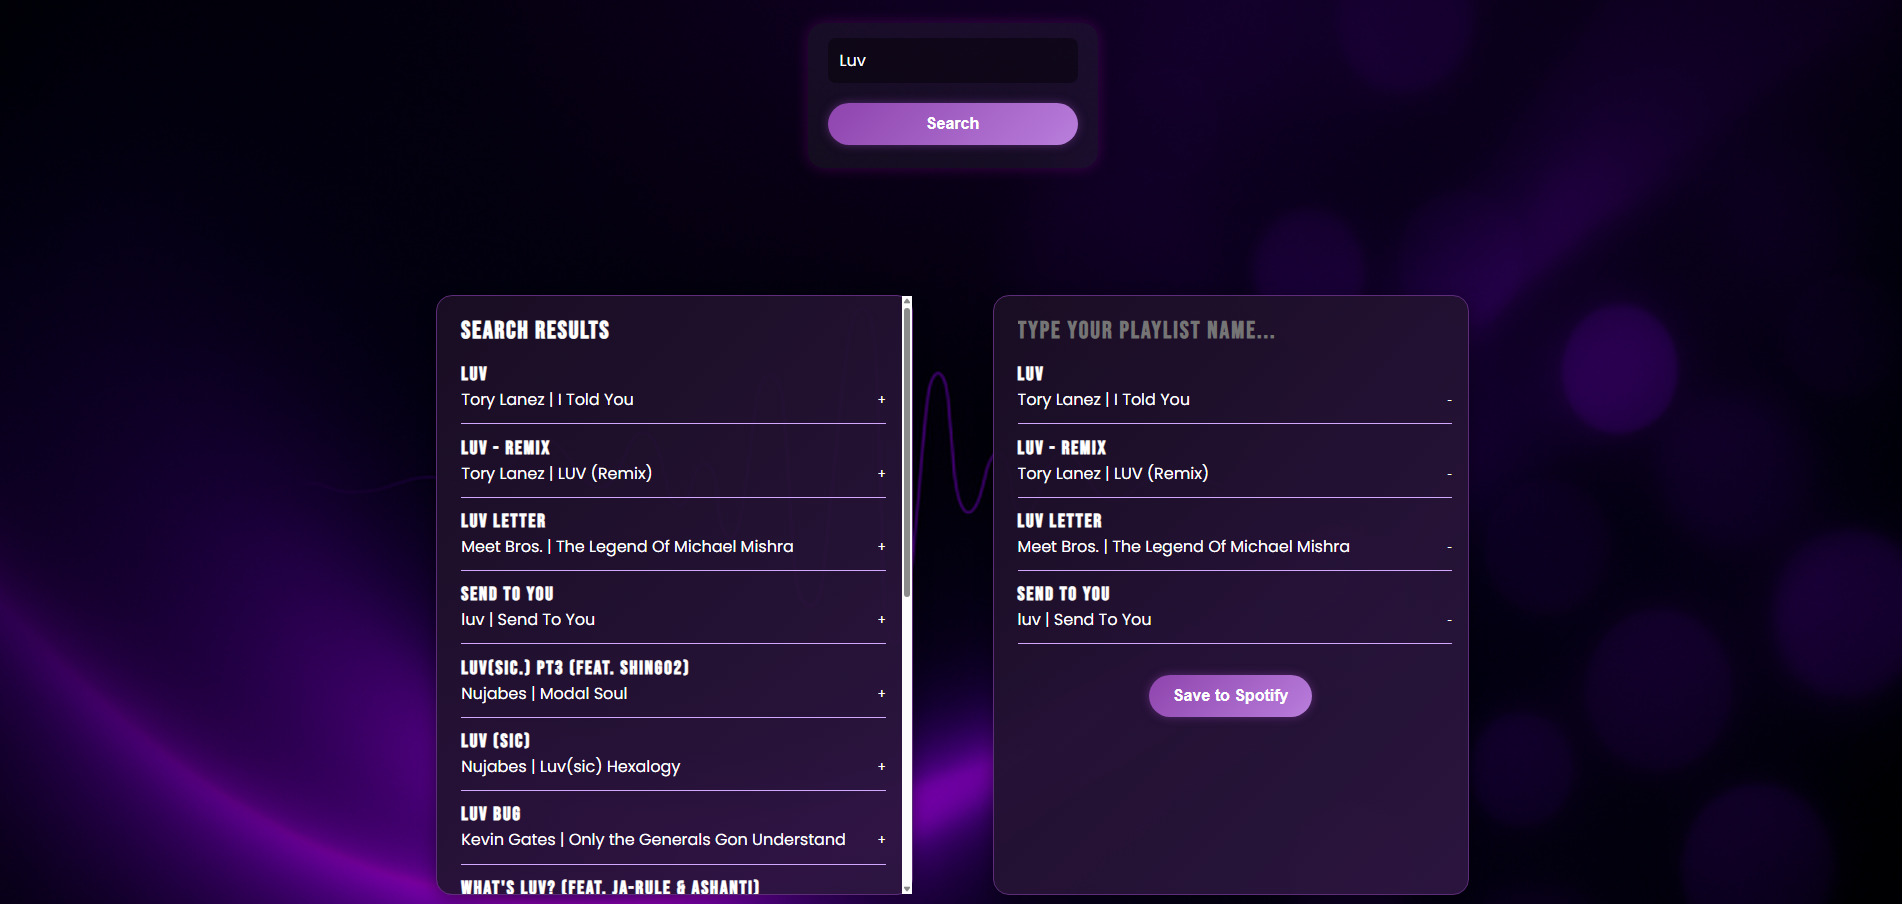 Luv
Search
SEARCH RESULTS
LUV
Tory Lanez | I Told You
+
LUV - REMIX
Tory Lanez | LUV (Remix)
+
LUV LETTER
Meet Bros. | The Legend Of Michael Mishra
+
SEND TO YOU
luv | Send To You
+
LUV(SIC.) PT3 (FEAT. SHING02)
Nujabes | Modal Soul
+
LUV (SIC)
Nujabes | Luv(sic) Hexalogy
+
LUV BUG
Kevin Gates | Only the Generals Gon Understand
+
WHAT'S LUV? (FEAT. JA-RULE & ASHANTI)
TYPE YOUR PLAYLIST NAME...
LUV
Tory Lanez | I Told You
-
LUV - REMIX
Tory Lanez | LUV (Remix)
-
LUV LETTER
Meet Bros. | The Legend Of Michael Mishra
-
SEND TO YOU
luv | Send To You
-
Save to Spotify